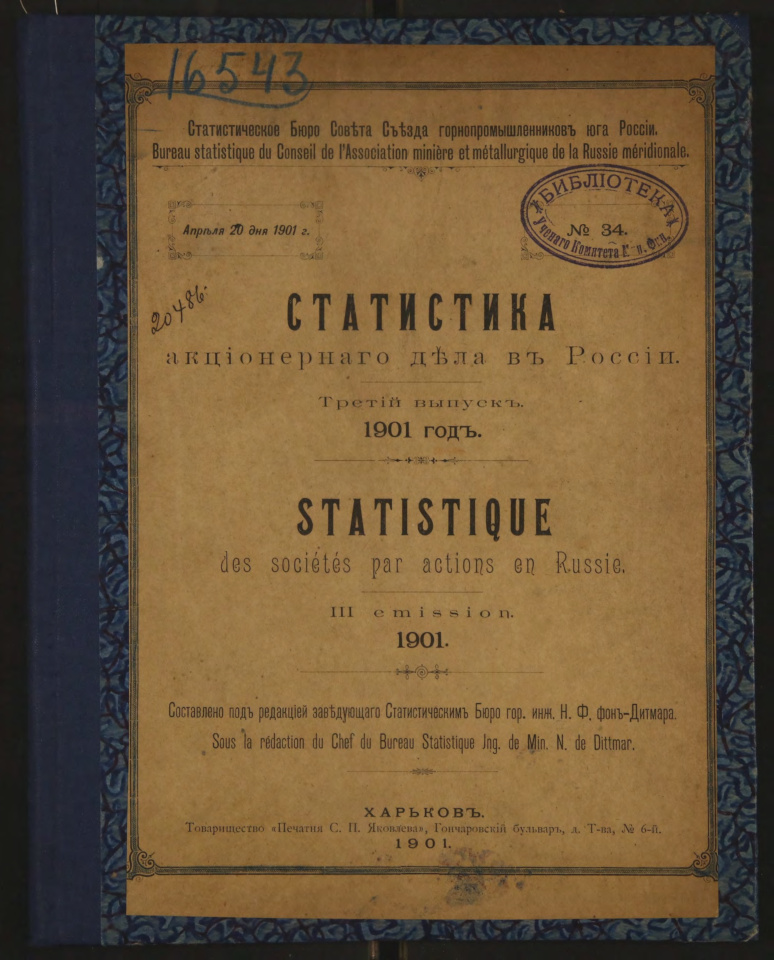 16543
Статистическое Бюро Совѣта Съѣзда горнопромышленниковъ юга Россіи.
Bureau statistique du Conseil de l'Association minière et métallurgique de la Russie méridionale.
Апрѣля 20 дня 1901 г.
БИБЛІОТЕКА
№ 34.
Ученаго Комитета Фин.
20486:
СТАТИСТИКА
акціонернаго дѣла въ Россіи.
Третій выпускъ.
1901 годъ.
STATISTIQUE
des sociétés par actions en Russie.
III emission.
1901.
Составлено подъ редакціей завѣдующаго Статистическимъ Бюро гор. инж. Н. Ф. фонъ-Дитмара.
Sous la rédaction du Chef du Bureau Statistique Jng. de Min. N. de Dittmar.
ХАРЬКОВЪ.
Товарищество «Печатня С. П. Яковлева», Гончаровскій бульваръ, д. Т-ва, № 6-й.
1901.